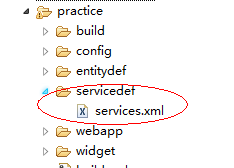 practice
build
config
entitydef
servicedef
services.xml
webapp
widget